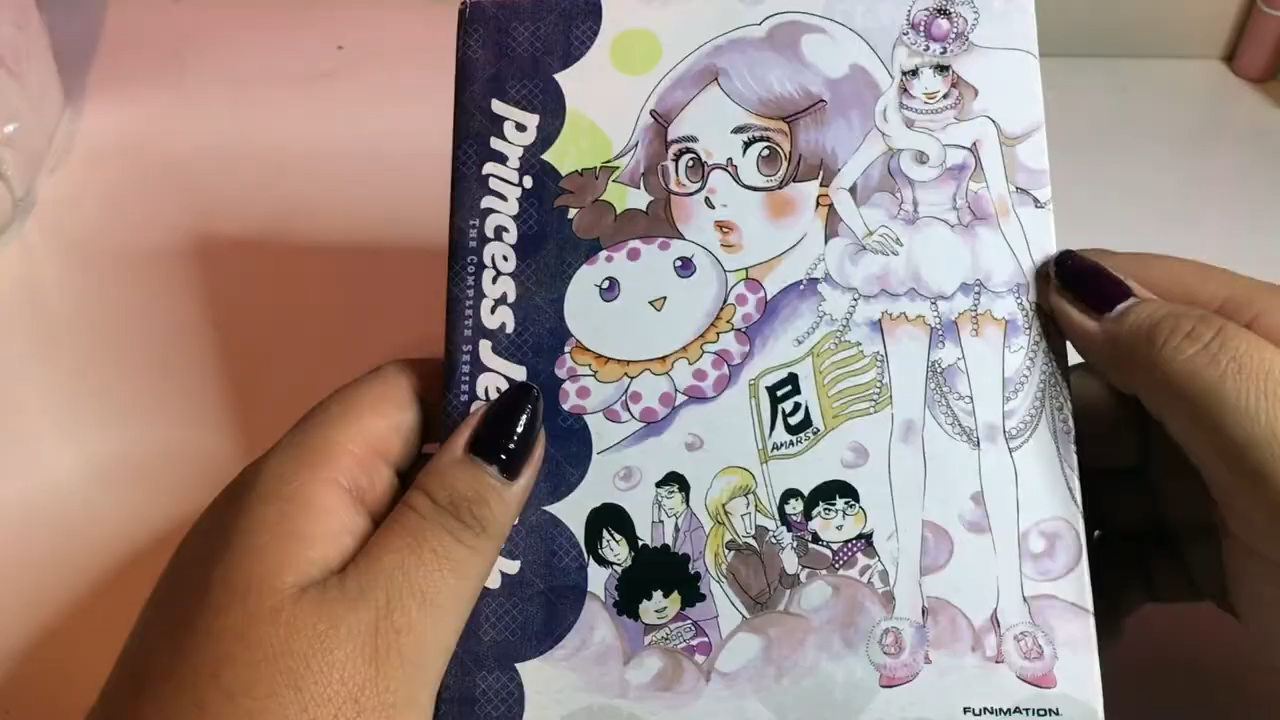 Princess Je
THE COMPLETE SERIES
尼
AMARS
FUNIMATION